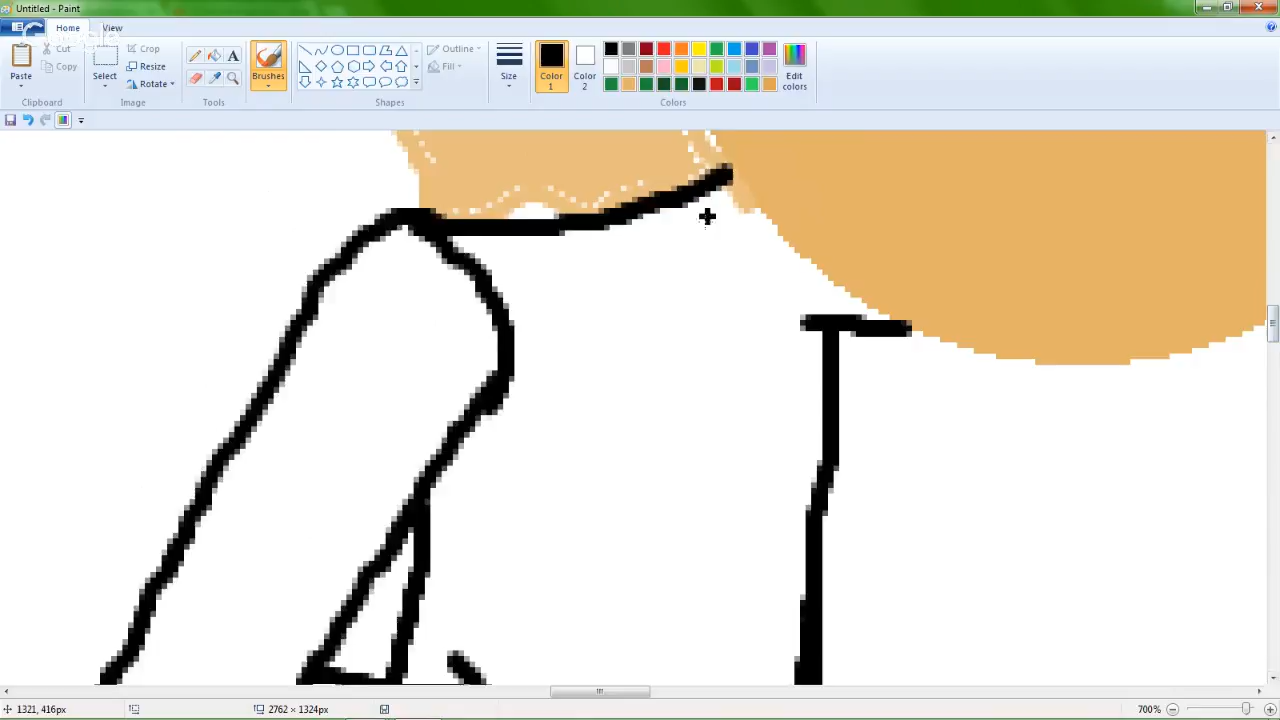 Untitled - Paint
Home View
Paste
Cut
Copy
Select
Crop
Resize
Rotate
A
Brushes
Outline
Fill
Size
Color 1
Color 2
Edit colors
Clipboard Image Tools Shapes Colors
1321, 416px 2762 × 1324px 700%